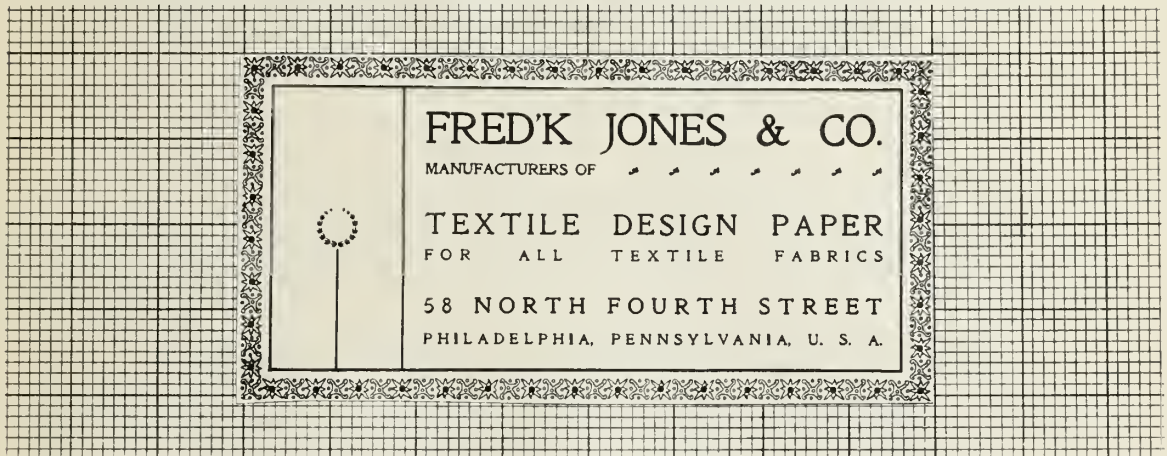 FRED'K JONES & CO.
MANUFACTURERS OF
TEXTILE DESIGN PAPER
FOR ALL TEXTILE FABRICS
58 NORTH FOURTH STREET
PHILADELPHIA, PENNSYLVANIA, U. S. A.